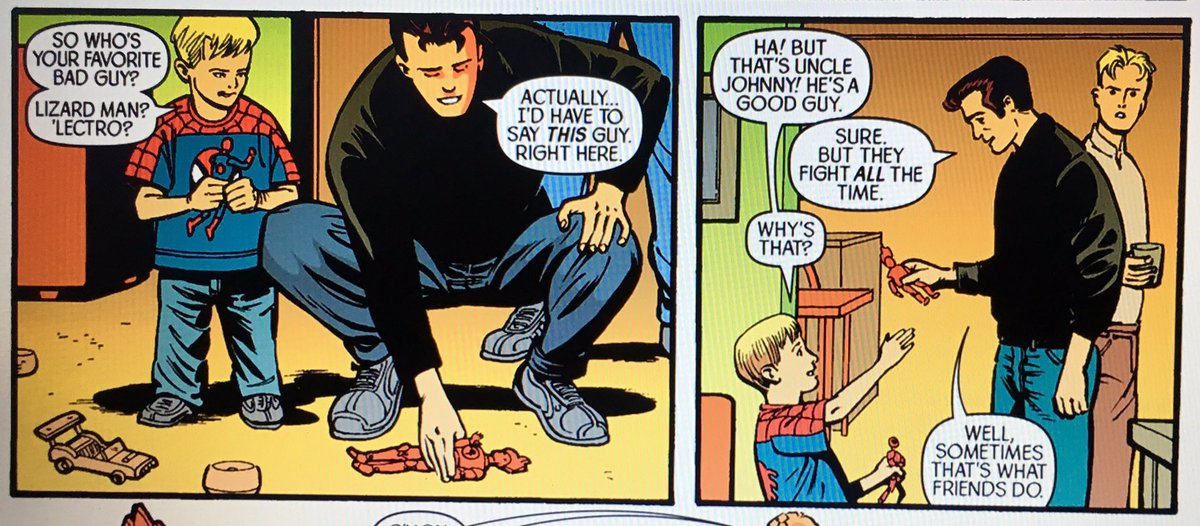 SO WHO'S
YOUR FAVORITE
BAD GUY?
LIZARD MAN?
'LECTRO?
ACTUALLY...
I'D HAVE TO
SAY THIS GUY.
RIGHT HERE.
HA! BUT
THAT'S UNCLE
JOHNNY! HE'S A
GOOD GUY.
SURE.
BUT THEY
FIGHT ALL THE
TIME.
WHY'S
THAT?
WELL,
SOMETIMES
THAT'S WHAT
FRIENDS DO.